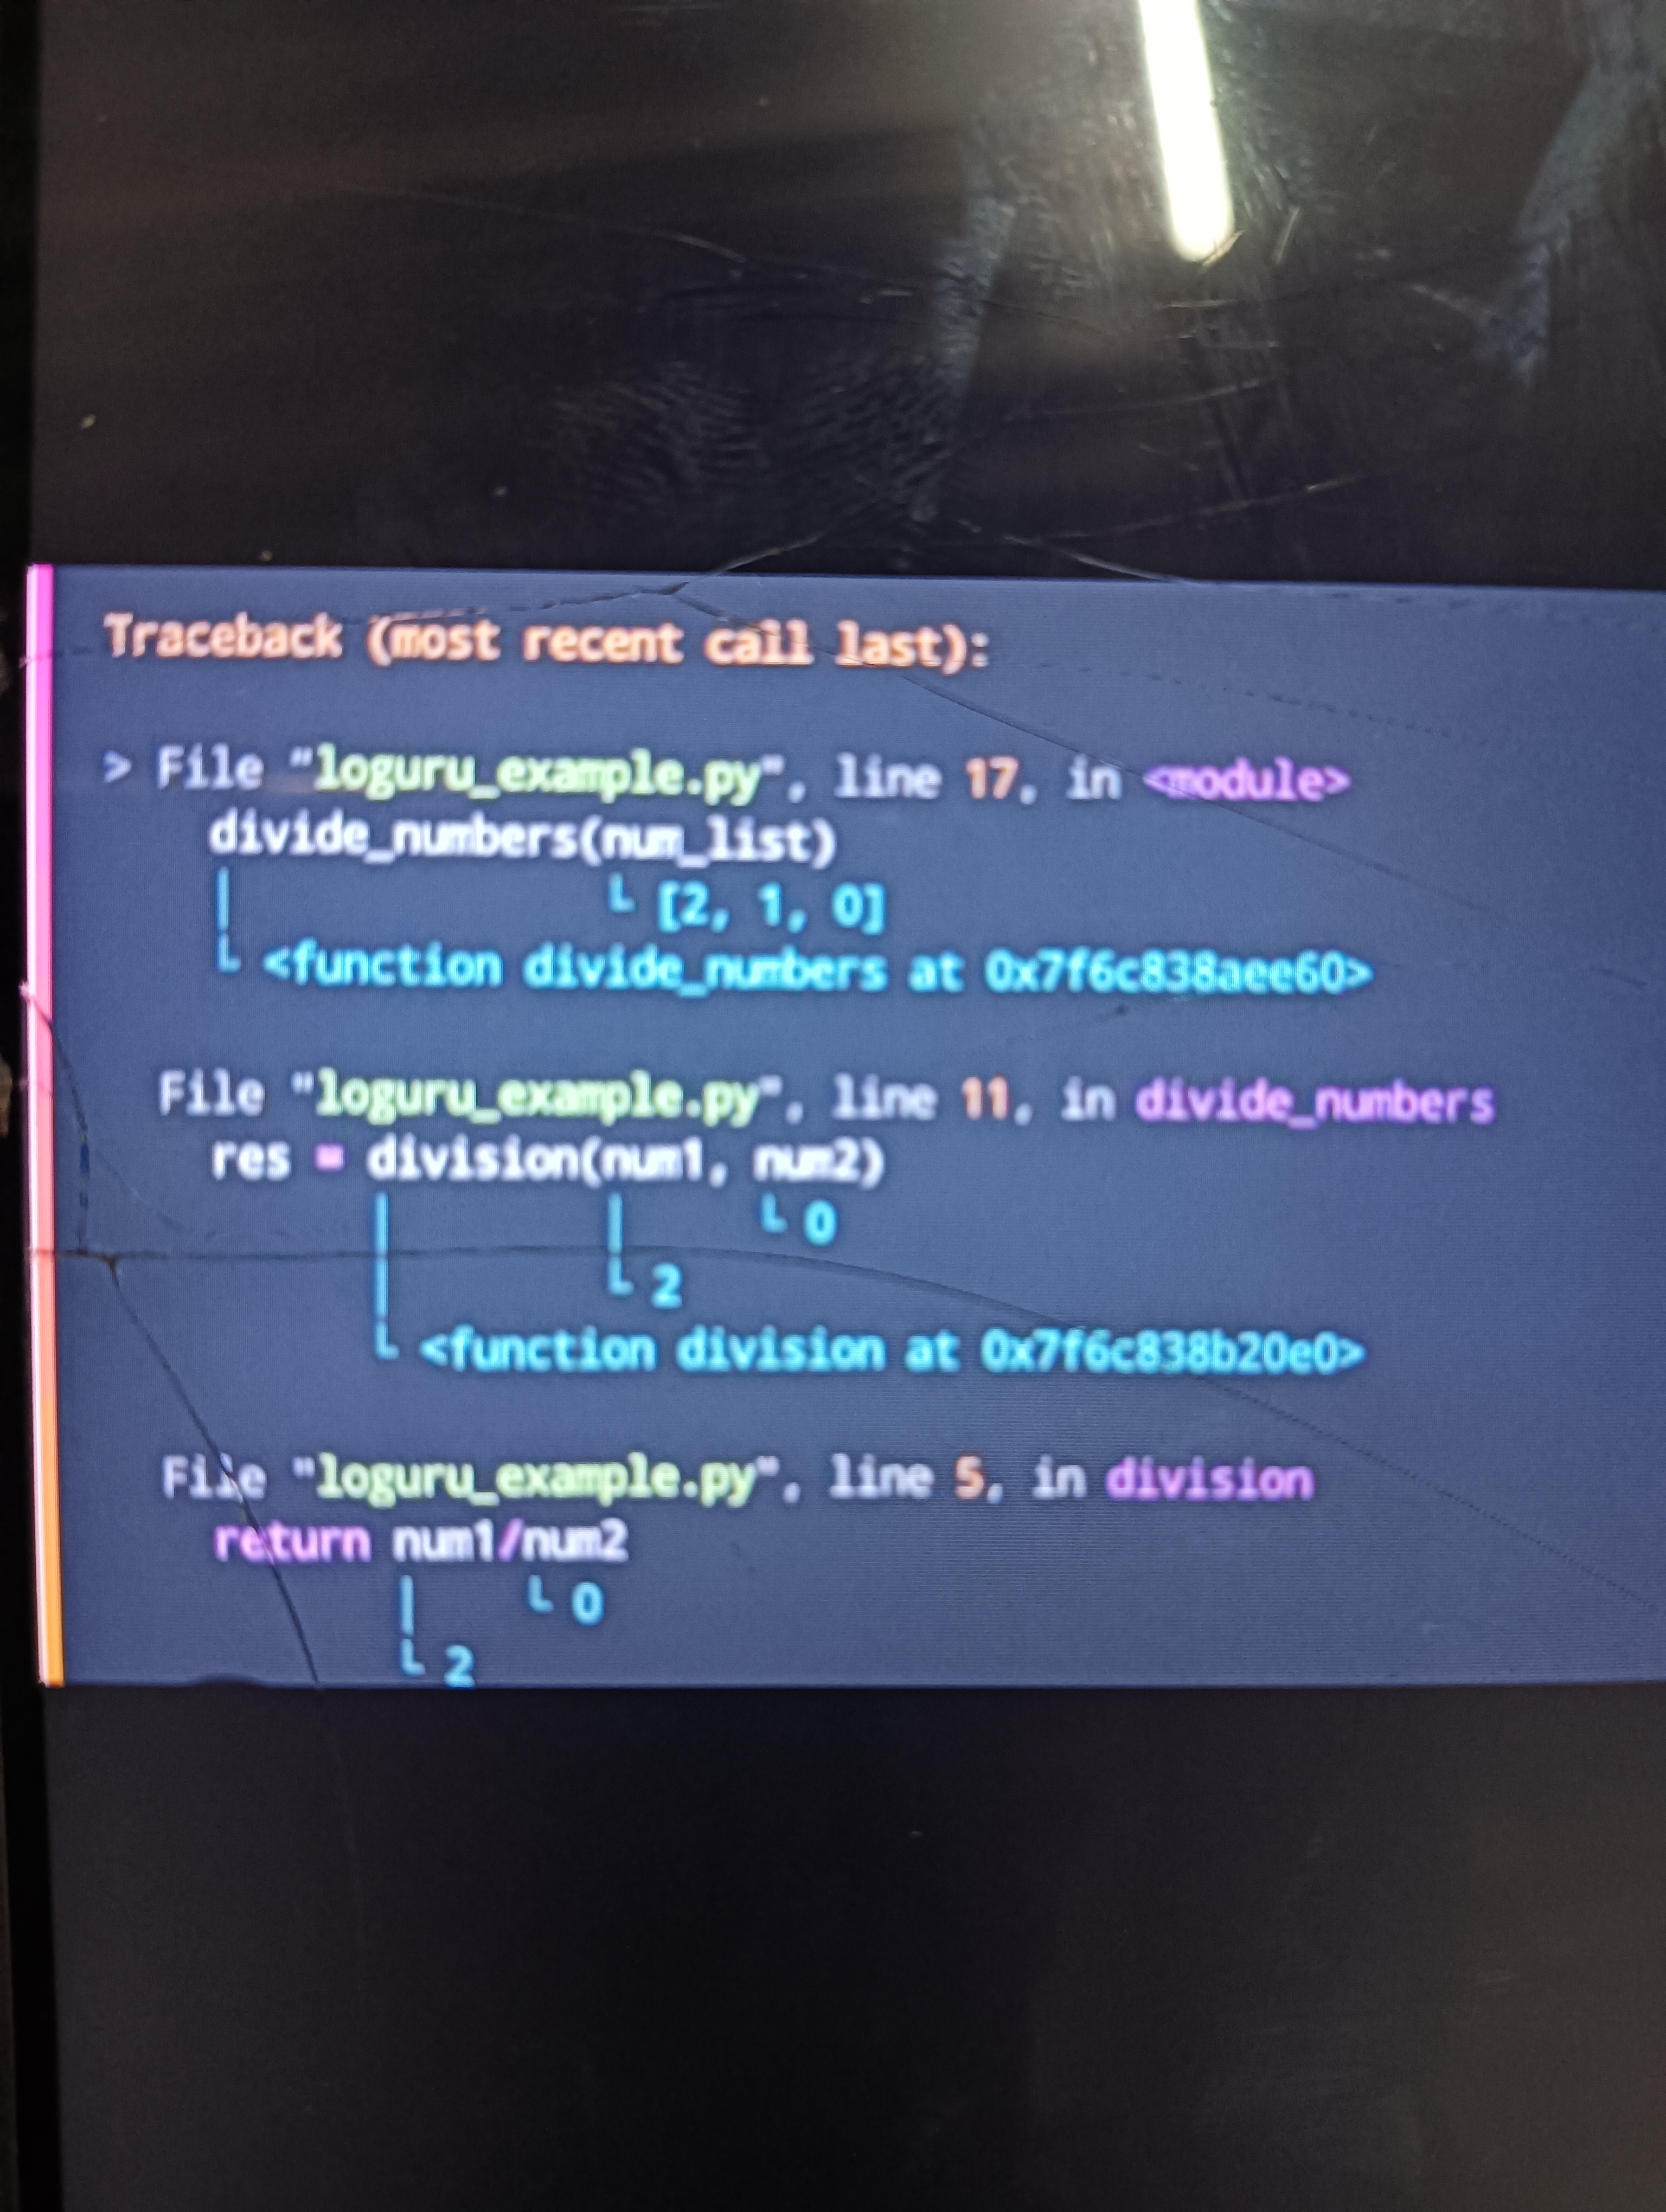 Traceback (most recent call last):
> File "loguru_example.py", line 17, in <module>
divide_numbers(num_list)
│ └ [2, 1, 0]
└ <function divide_numbers at 0x7f6c838aee60>
File "loguru_example.py", line 11, in divide_numbers
res = division(num1, num2)
│ │ └ 0
│ └ 2
└ <function division at 0x7f6c838b20e0>
File "loguru_example.py", line 5, in division
return num1/num2
│ └ 0
└ 2